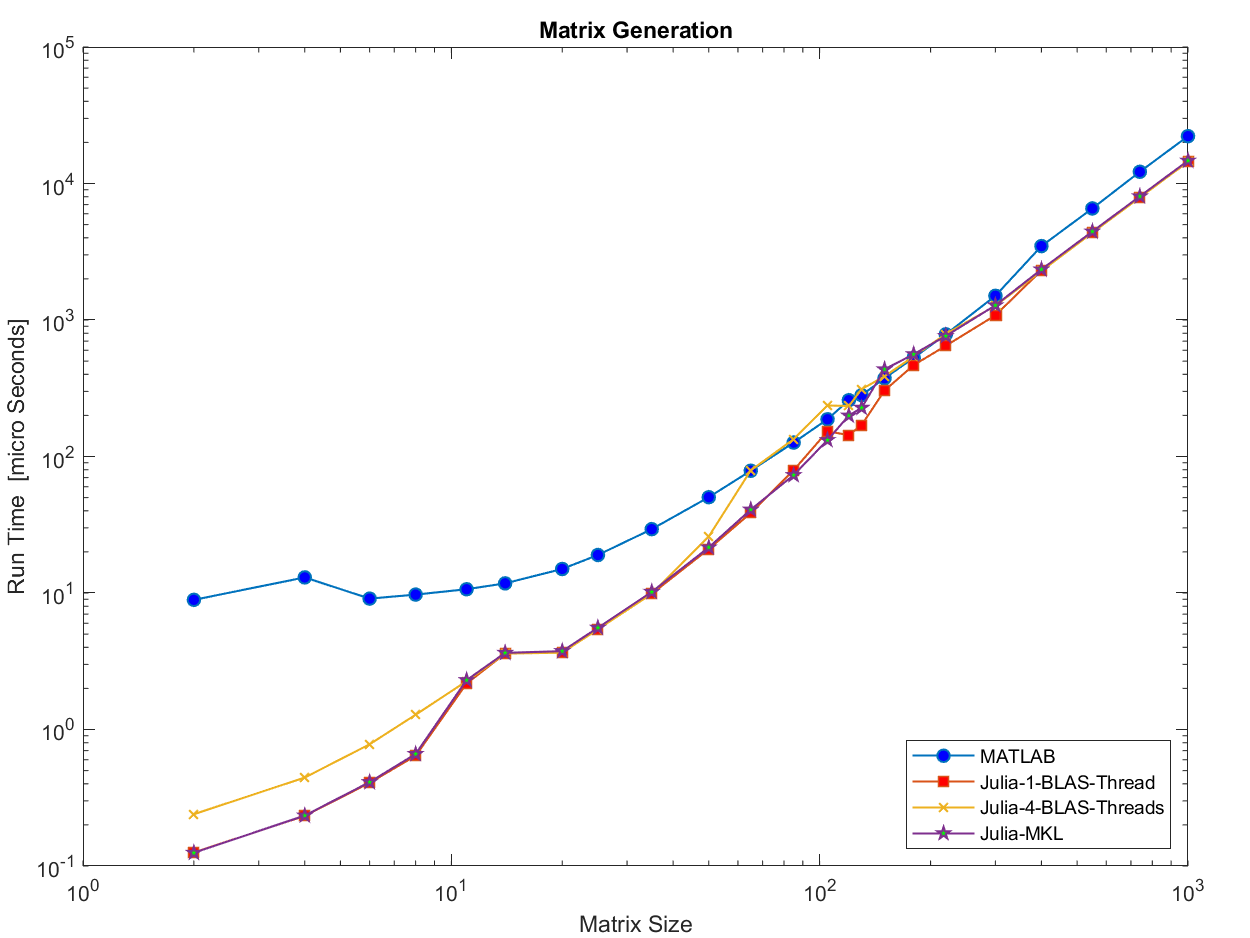 Matrix Generation
10^5
10^4
10^3
10^2
10^1
10^0
10^-1
Run Time [micro Seconds]
10^0 10^1 10^2 10^3
Matrix Size
MATLAB
Julia-1-BLAS-Thread
Julia-4-BLAS-Threads
Julia-MKL